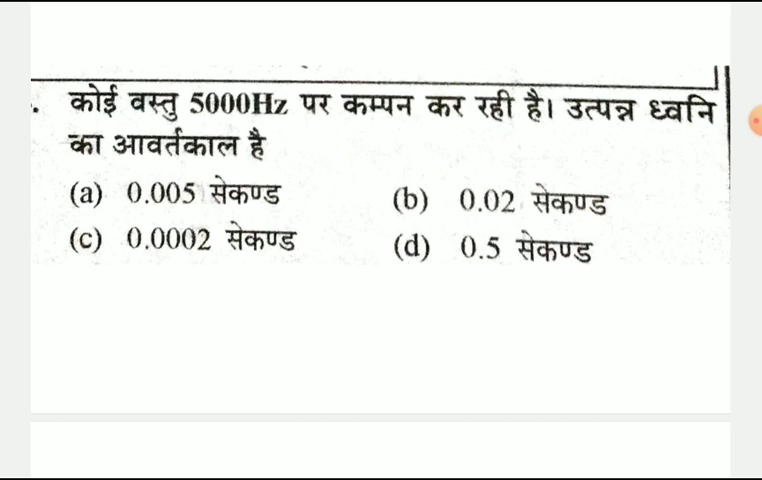 . कोई वस्तु 5000Hz पर कम्पन कर रही है। उत्पन्न ध्वनि
का आवर्तकाल है
(a) 0.005 सेकण्ड (b) 0.02 सेकण्ड
(c) 0.0002 सेकण्ड (d) 0.5 सेकण्ड